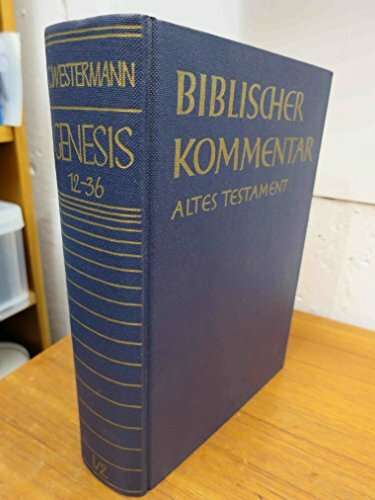 C.WESTERMANN
GENESIS
12-36
I/2
BIBLISCHER
KOMMENTAR
ALTES TESTAMENT